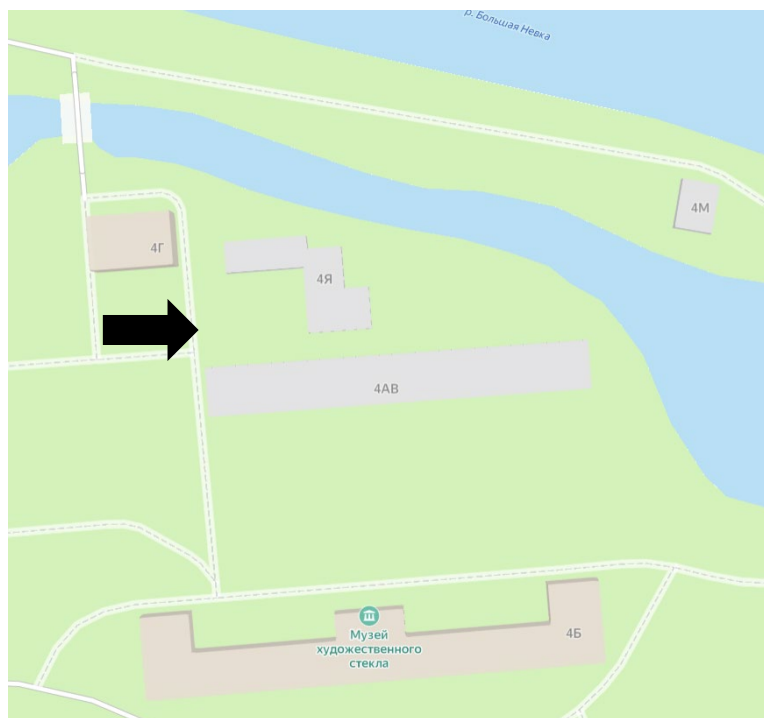 р. Большая Невка
4М
4Г
4Я
4АВ
4Б
Музей
художественного
стекла